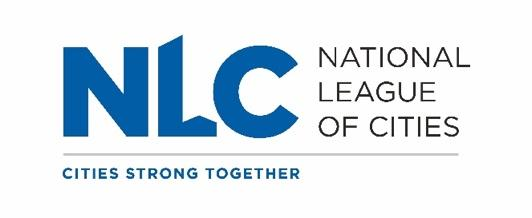 NLC
NATIONAL
LEAGUE
OF CITIES
CITIES STRONG TOGETHER